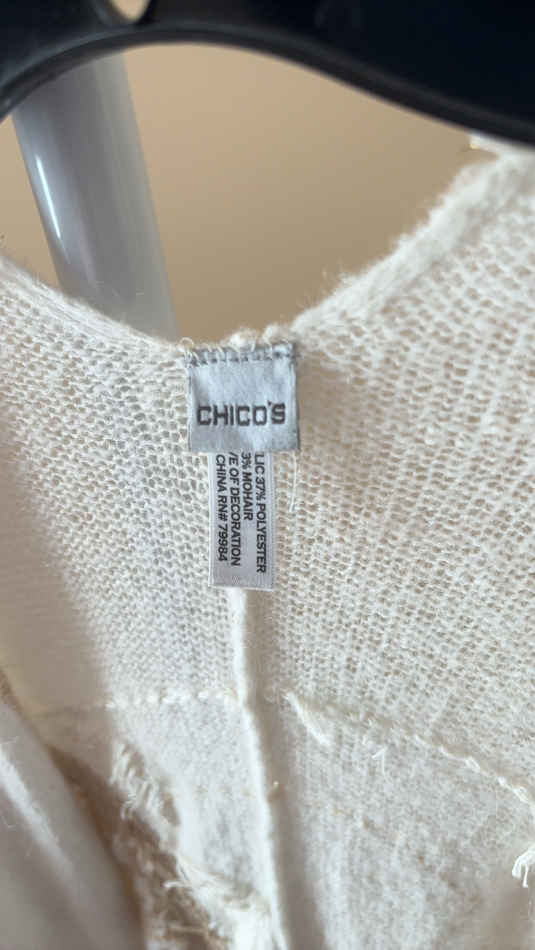 CHICO'S
LIC 37% POLYESTER
3% MOHAIR
E OF DECORATION
CHINA RN# 79984